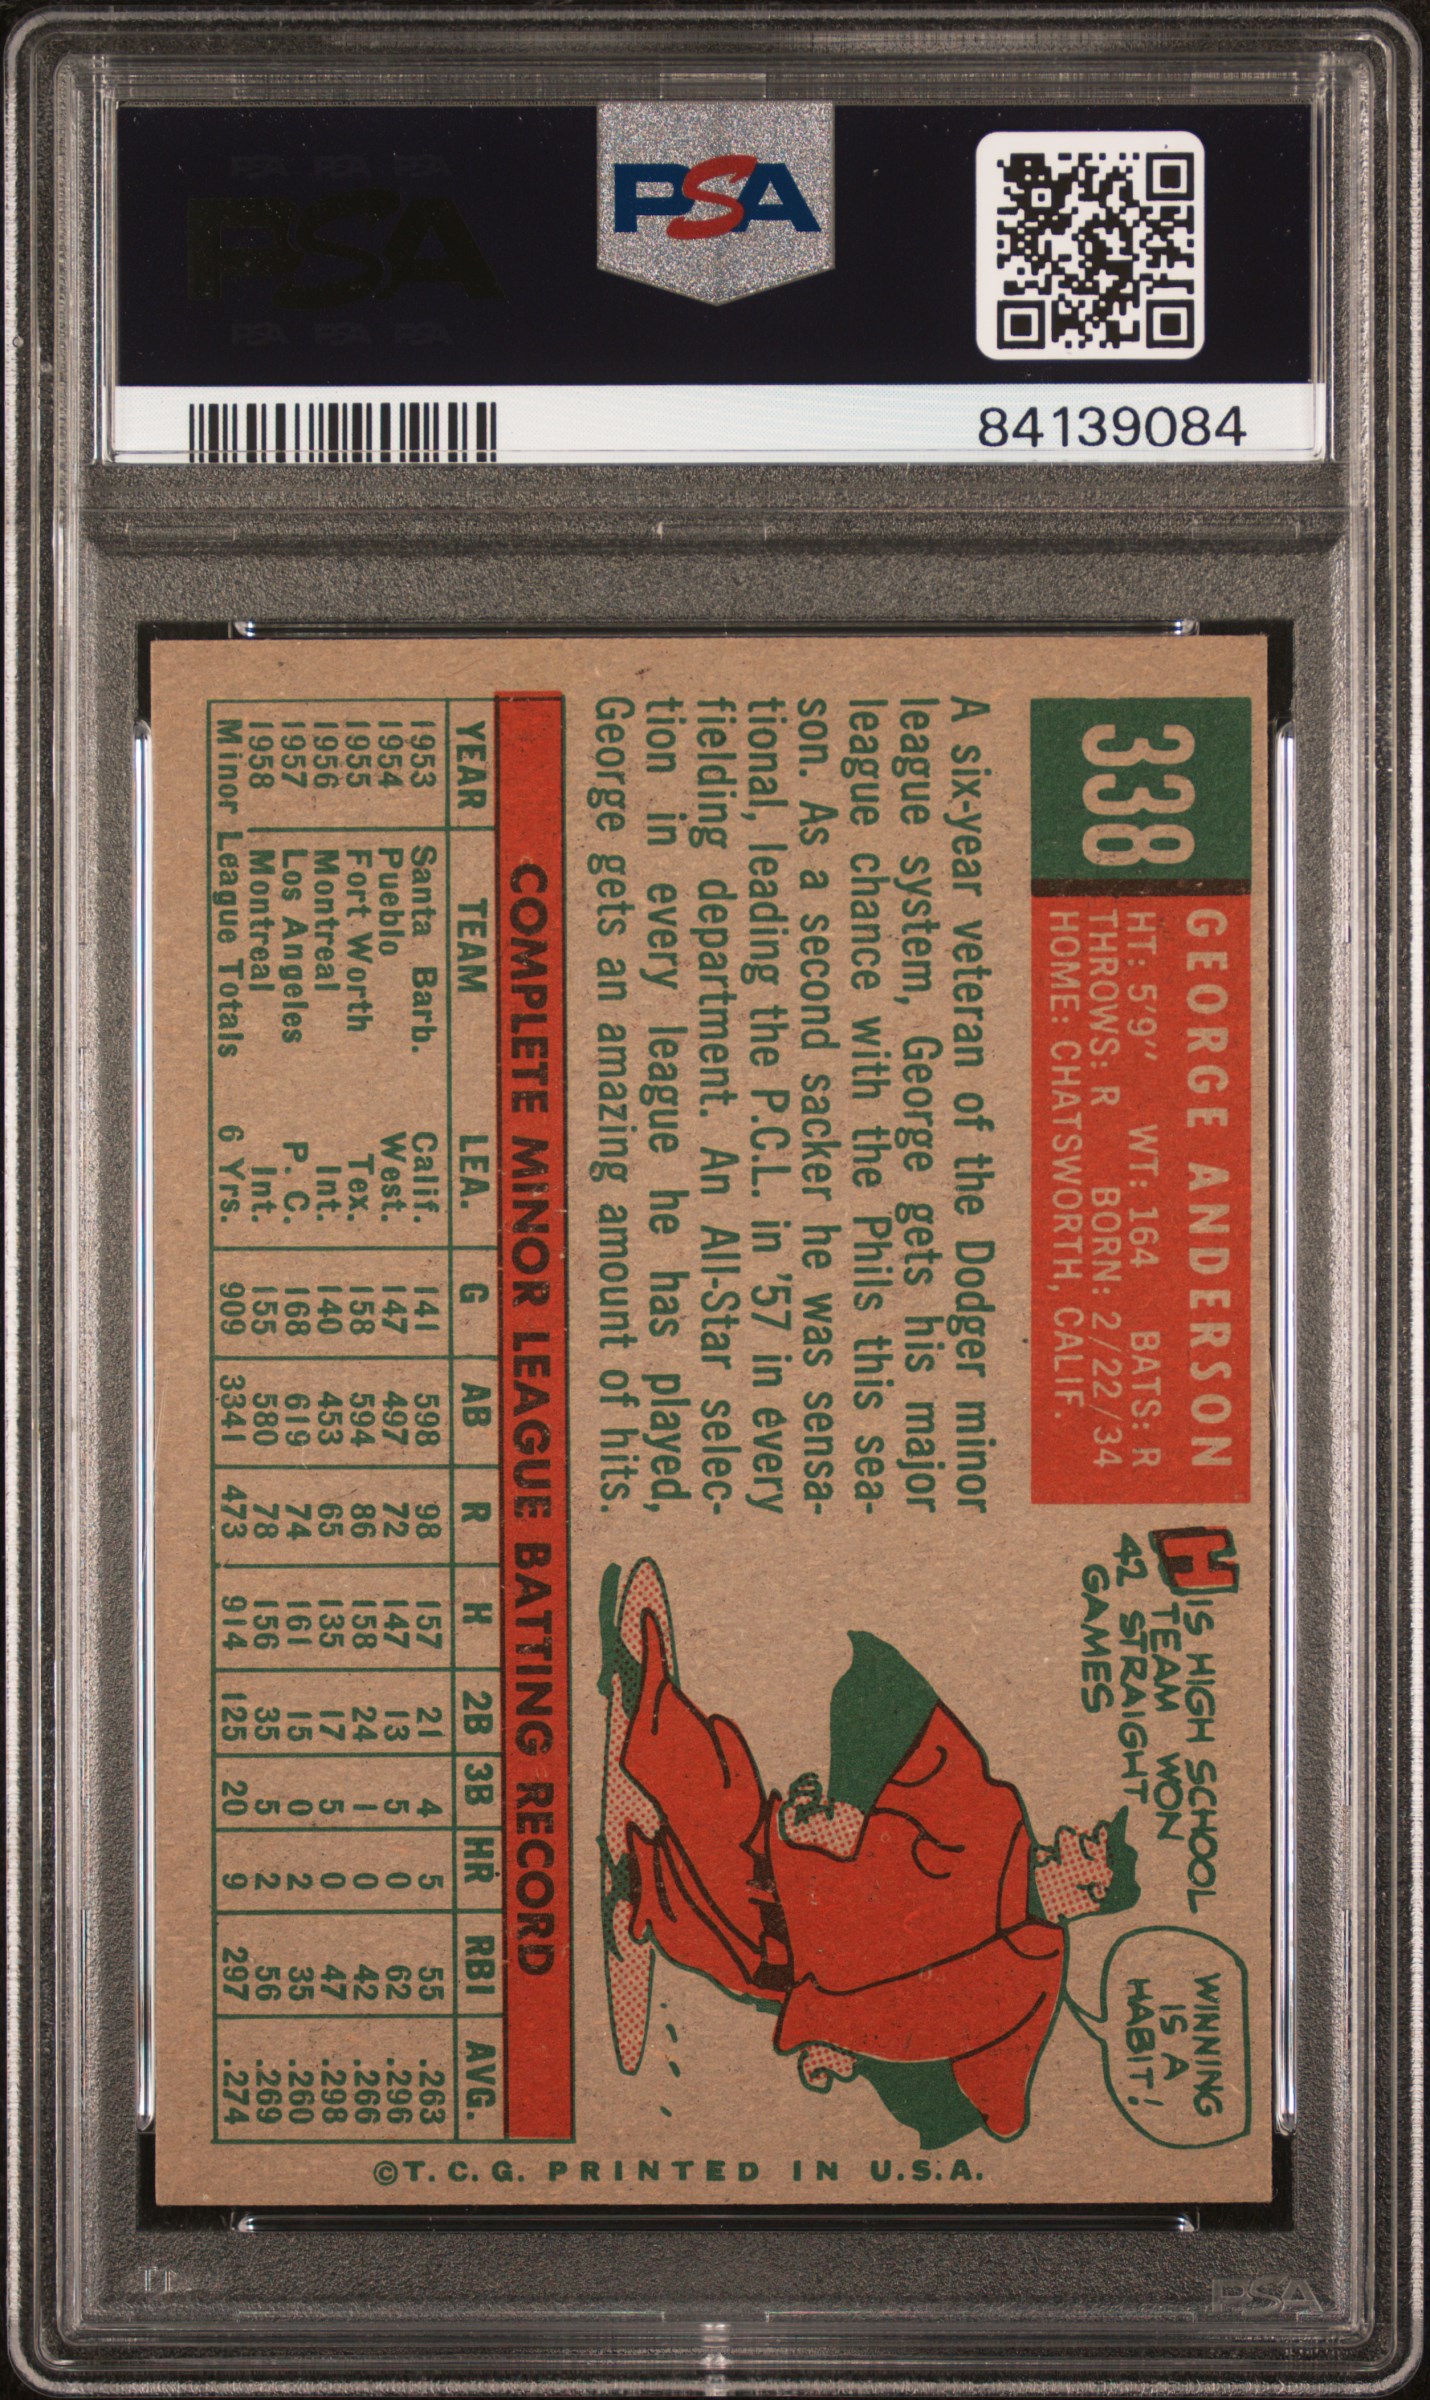 PSA PSA PSA
PSA
PSA PSA PSA
PSA
84139084
338
GEORGE ANDERSON
HT: 5'9" WT: 164 BATS: R
THROWS: R BORN: 2/22/34
HOME: CHATSWORTH, CALIF.
A six-year veteran of the Dodger minor
league system, George gets his major
league chance with the Phils this sea-
son. As a second sacker he was sensa-
tional, leading the P.C.L. in '57 in every
fielding department. An All-Star selec-
tion in every league he has played,
George gets an amazing amount of hits.
HIS HIGH SCHOOL
TEAM WON
42 STRAIGHT
GAMES
WINNING
IS A
HABIT!
COMPLETE MINOR LEAGUE BATTING RECORD
YEAR TEAM LEA. G AB R H 2B 3B HR RBI AVG.
1953 Santa Barb. Calif. 141 598 98 157 21 4 5 55 .263
1954 Pueblo West. 147 497 72 147 13 5 0 62 .296
1955 Fort Worth Tex. 158 594 86 158 24 1 0 42 .266
1956 Montreal Int. 140 453 65 135 17 5 0 47 .298
1957 Los Angeles P. C. 168 619 74 161 15 0 2 35 .260
1958 Montreal Int. 155 580 78 156 35 5 2 56 .269
Minor League Totals 6 Yrs. 909 3341 473 914 125 20 9 297 .274
©T. C. G. PRINTED IN U.S.A.
PSA